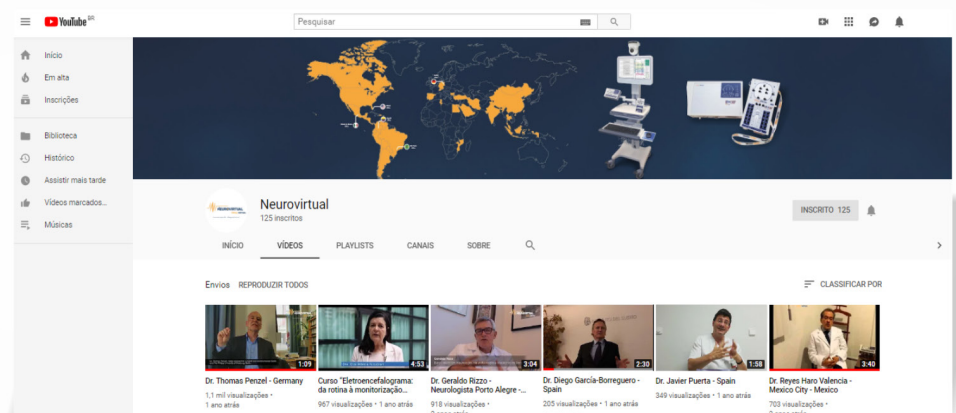 YouTube BR
Pesquisar
Início
Em alta
Inscrições
Biblioteca
Histórico
Assistir mais tarde
Vídeos marcados...
Músicas
NEUROVIRTUAL
Neurovirtual
125 inscritos
INSCRITO 125
INÍCIO VÍDEOS PLAYLISTS CANAIS SOBRE
Envios REPRODUZIR TODOS
CLASSIFICAR POR
1:09
4:53
3:04
2:30
1:58
3:40
Dr. Thomas Penzel - Germany
1,1 mil visualizações •
1 ano atrás
Curso "Eletroencefalograma:
da rotina à monitorização...
967 visualizações • 1 ano atrás
Dr. Geraldo Rizzo -
Neurologista Porto Alegre -...
918 visualizações •
Dr. Diego García-Borreguero -
Spain
205 visualizações • 1 ano atrás
Dr. Javier Puerta - Spain
349 visualizações • 1 ano atrás
Dr. Reyes Haro Valencia -
Mexico City - Mexico
703 visualizações •